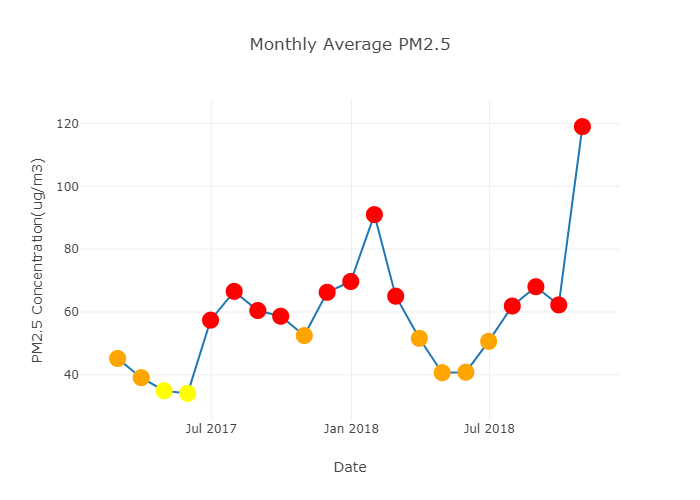 Monthly Average PM2.5
120
100
80
60
40
PM2.5 Concentration(ug/m3)
Jul 2017
Jan 2018
Jul 2018
Date